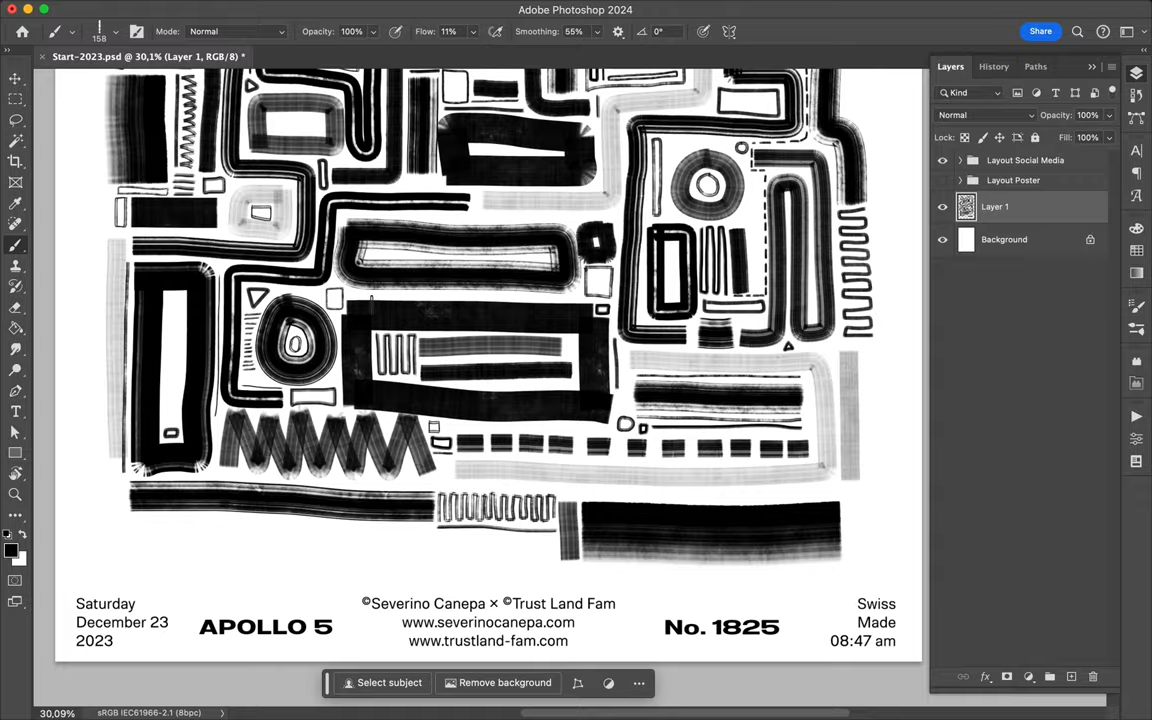 Adobe Photoshop 2024
158
Mode: Normal
Opacity: 100%
Flow: 11%
Smoothing: 55%
0°
Share
× Start-2023.psd @ 30,1% (Layer 1, RGB/8) *
Layers
History
Paths
Kind
Normal
Opacity: 100%
Lock:
Fill: 100%
Layout Social Media
Layout Poster
Layer 1
Background
Saturday
December 23
2023
APOLLO 5
©Severino Canepa × ©Trust Land Fam
www.severinocanepa.com
www.trustland-fam.com
No. 1825
Swiss
Made
08:47 am
Select subject
Remove background
30,09%
sRGB IEC61966-2.1 (8bpc)